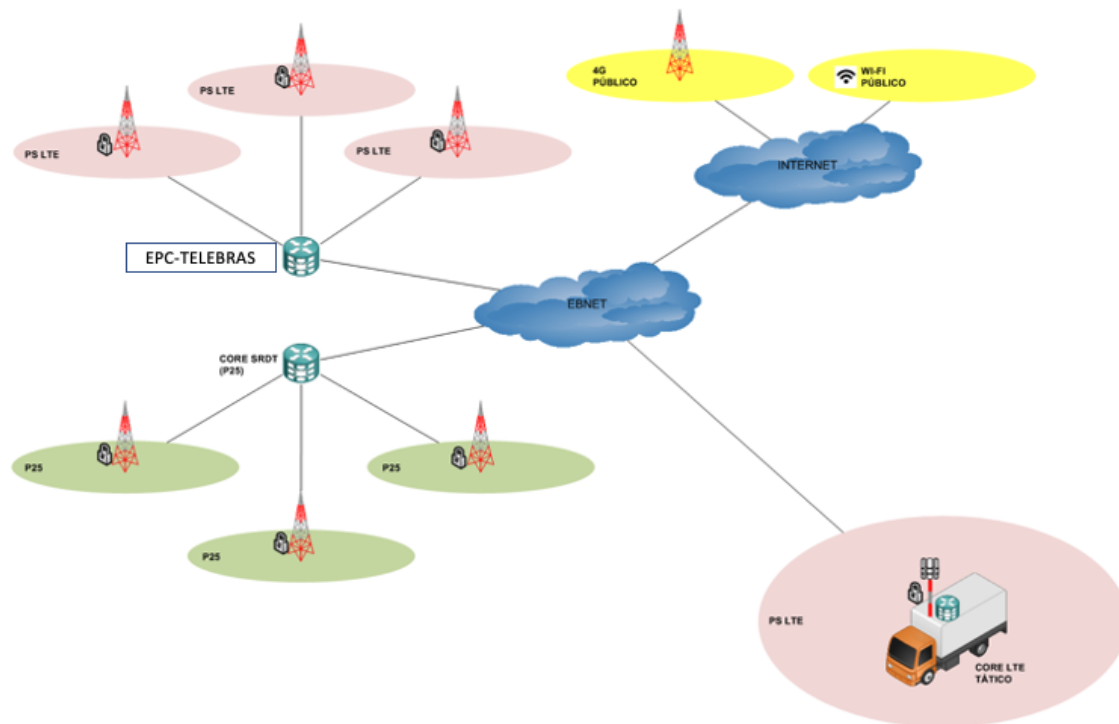 PS LTE
4G
PÚBLICO
WI-FI
PÚBLICO
PS LTE
PS LTE
INTERNET
EPC-TELEBRAS
EBNET
CORE SRDT
(P25)
P25
P25
P25
PS LTE
CORE LTE
TÁTICO